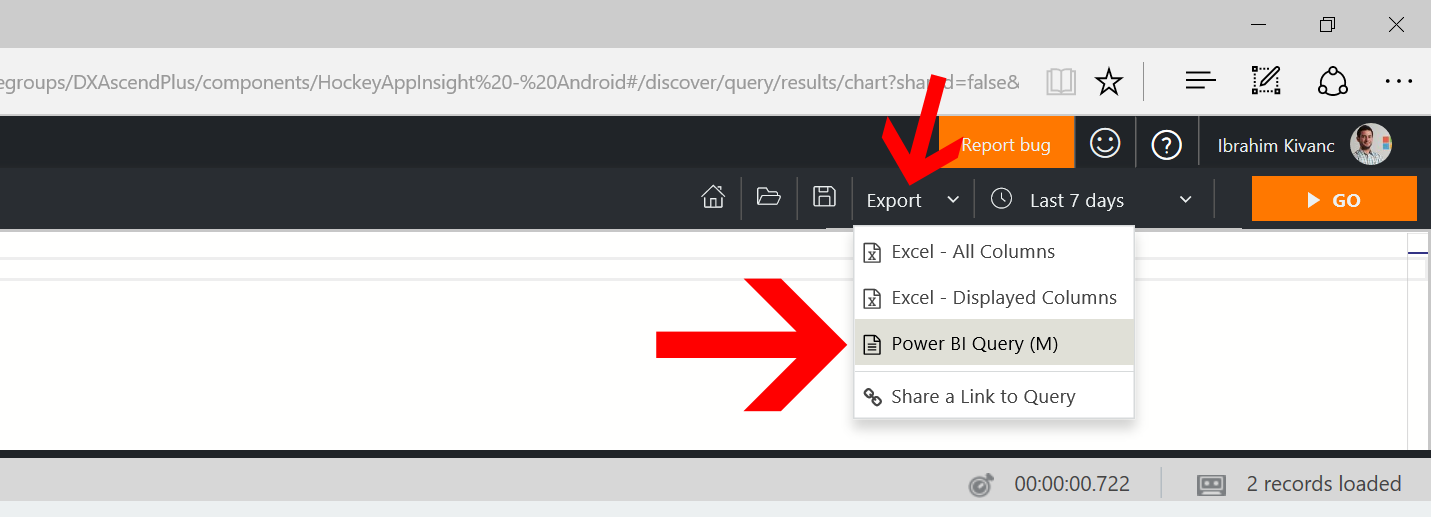 egroups/DXAscendPlus/components/HockeyAppInsight%20-%20Android#/discover/query/results/chart?shared=false&
Report bug
Ibrahim Kivanc
Export
Last 7 days
GO
Excel - All Columns
Excel - Displayed Columns
Power BI Query (M)
Share a Link to Query
00:00:00.722
2 records loaded